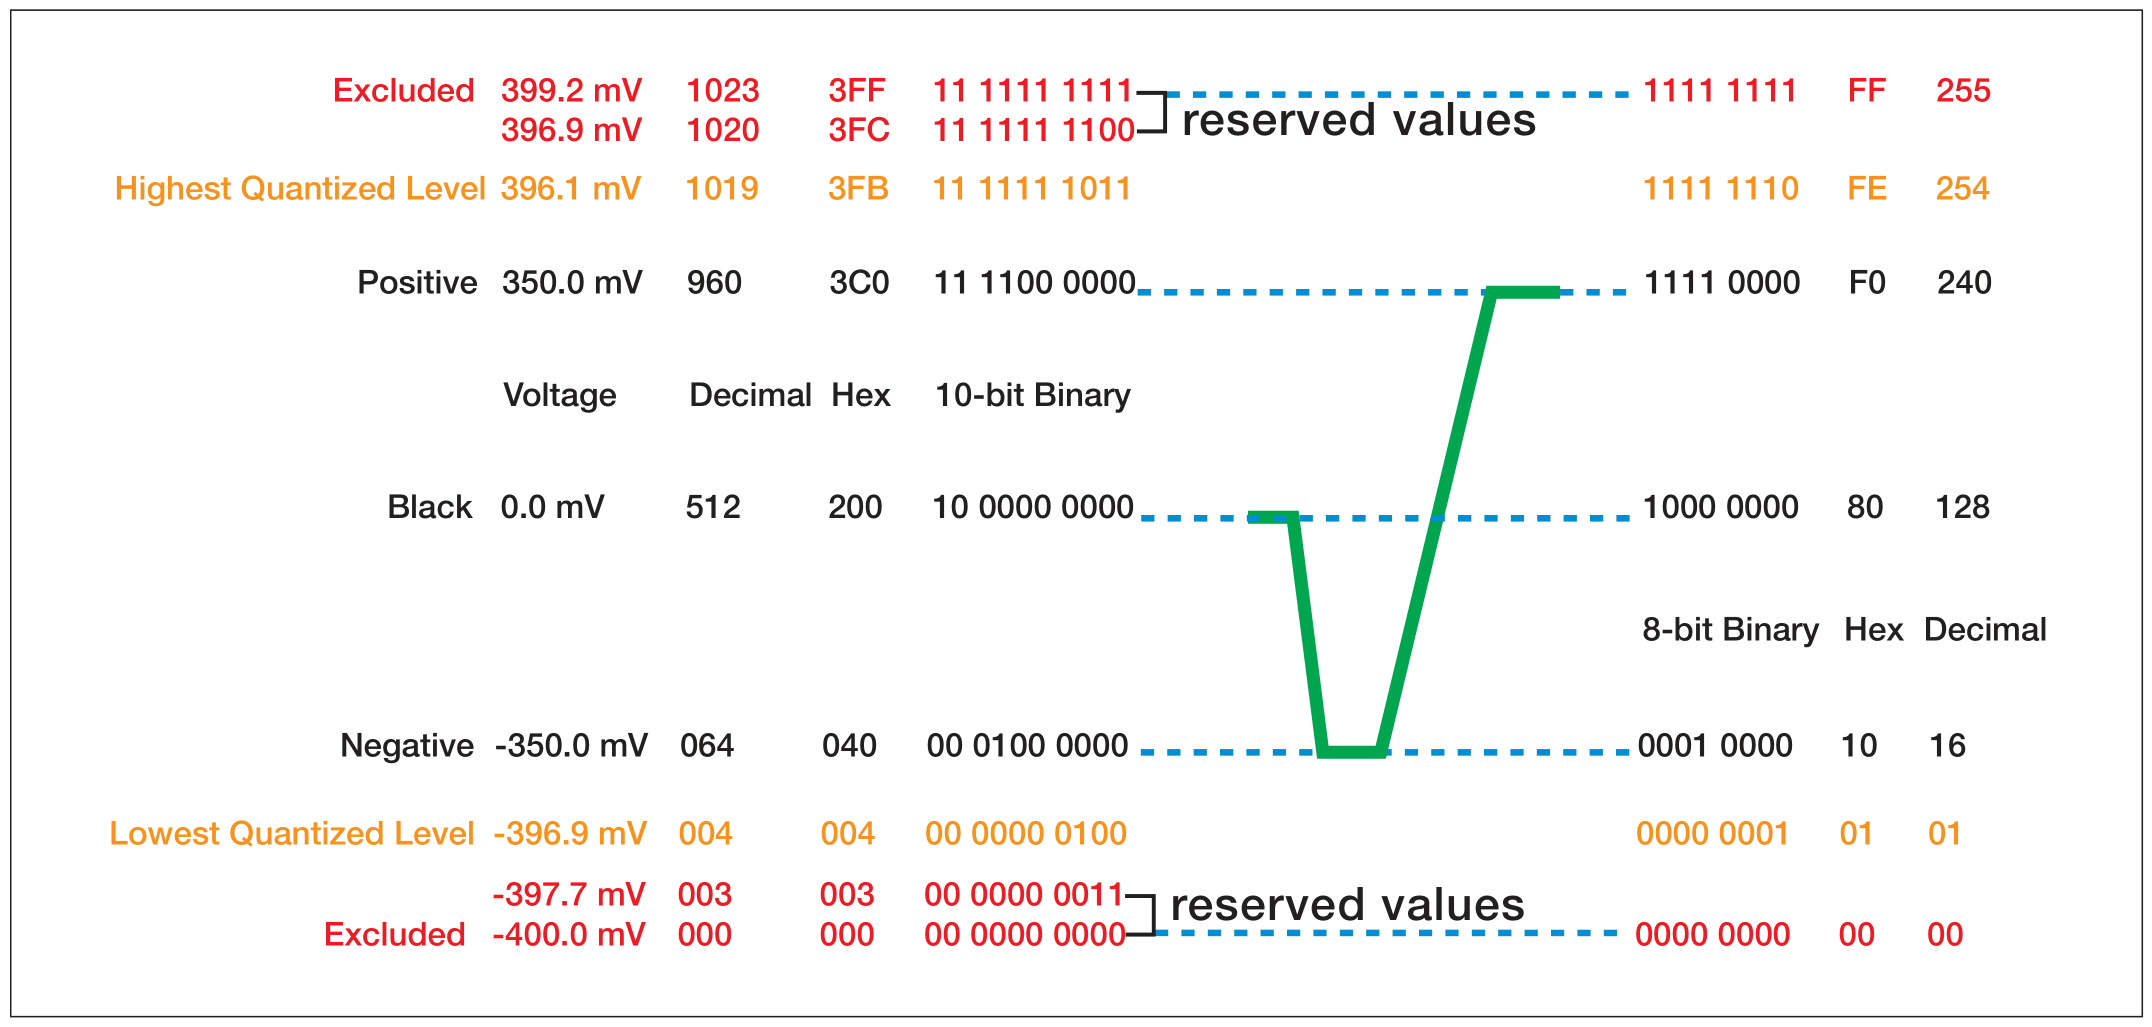 Excluded 399.2 mV 1023 3FF 11 1111 1111 1111 1111 FF 255
396.9 mV 1020 3FC 11 1111 1100 reserved values
Highest Quantized Level 396.1 mV 1019 3FB 11 1111 1011 1111 1110 FE 254
Positive 350.0 mV 960 3C0 11 1100 0000 1111 0000 F0 240
Voltage Decimal Hex 10-bit Binary
Black 0.0 mV 512 200 10 0000 0000 1000 0000 80 128
8-bit Binary Hex Decimal
Negative -350.0 mV 064 040 00 0100 0000 0001 0000 10 16
Lowest Quantized Level -396.9 mV 004 004 00 0000 0100 0000 0001 01 01
-397.7 mV 003 003 00 0000 0011 reserved values
Excluded -400.0 mV 000 000 00 0000 0000 0000 0000 00 00